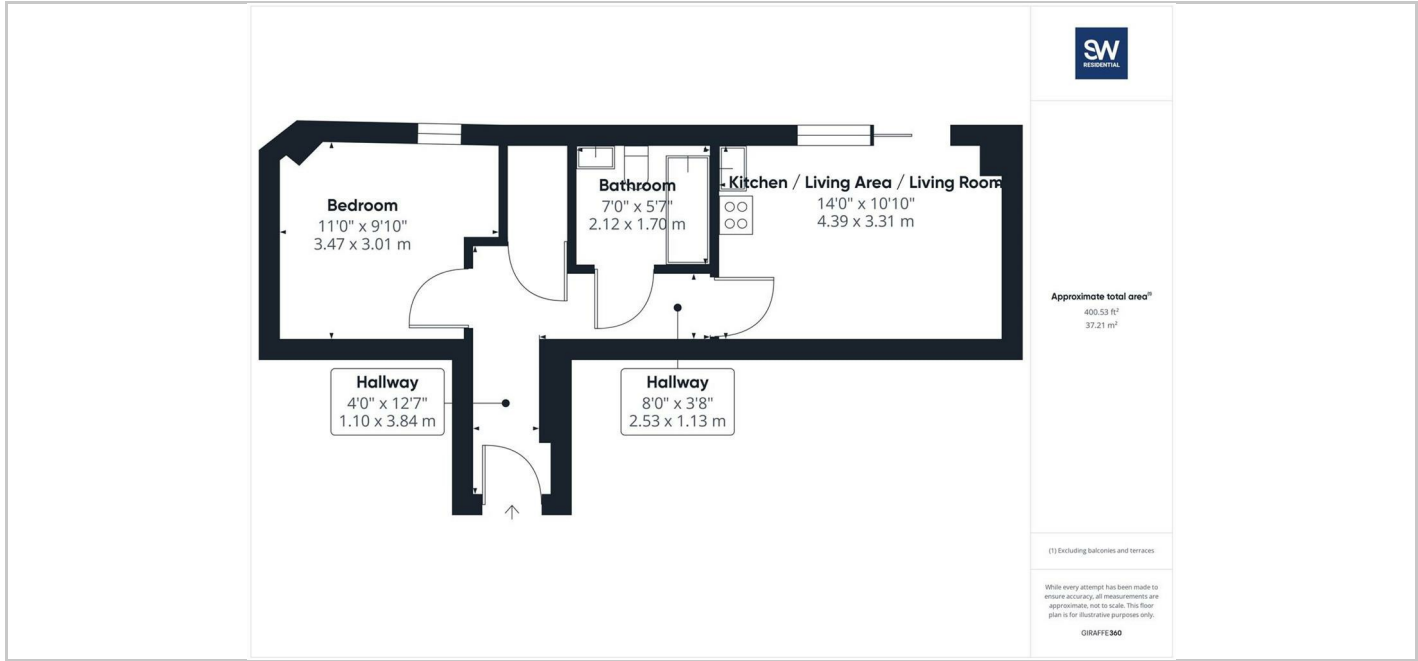 SW
RESIDENTIAL
Bedroom
11'0" x 9'10"
3.47 x 3.01 m
Bathroom
7'0" x 5'7"
2.12 x 1.70 m
Kitchen / Living Area / Living Room
14'0" x 10'10"
4.39 x 3.31 m
Hallway
4'0" x 12'7"
1.10 x 3.84 m
Hallway
8'0" x 3'8"
2.53 x 1.13 m
Approximate total area(1)
400.53 ft²
37.21 m²
(1) Excluding balconies and terraces
While every attempt has been made to
ensure accuracy, all measurements are
approximate, not to scale. This floor
plan is for illustrative purposes only.
GIRAFFE360